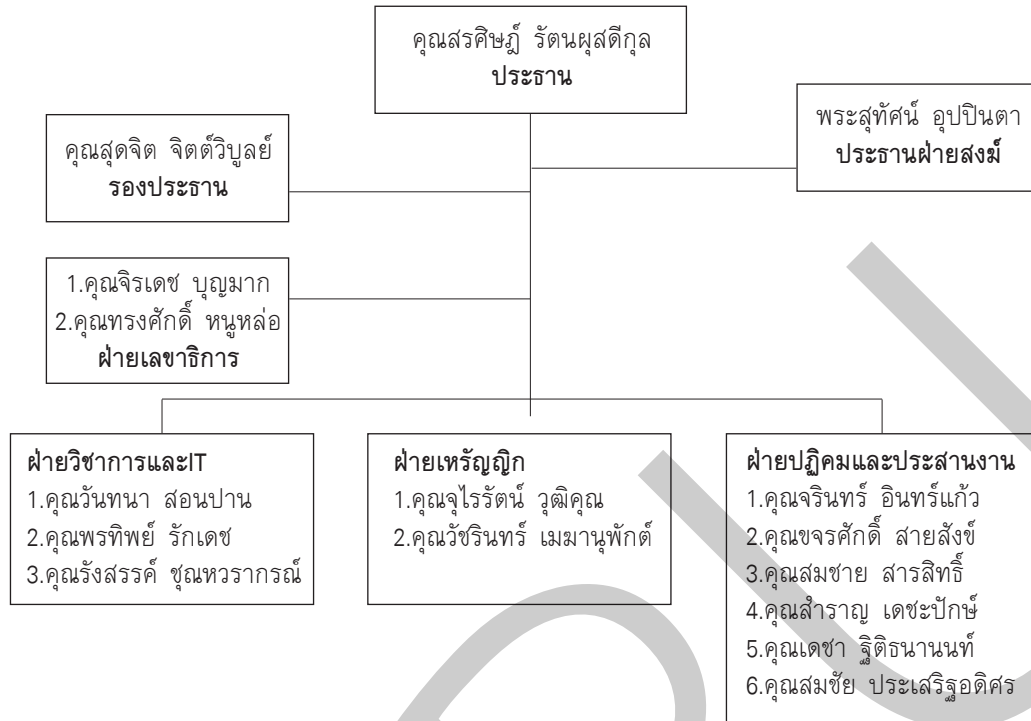 คุณสรศิษฎ์ รัตนผุสดีกุล
ประธาน
พระสุทัศน์ อุปปินตา
ประธานฝ่ายสงฆ์
คุณสุดจิต จิตต์วิบูลย์
รองประธาน
1.คุณจิรเดช บุญมาก
2.คุณทรงศักดิ์ หนูหล่อ
ฝ่ายเลขาธิการ
ฝ่ายวิชาการและIT
1.คุณวันทนา สอนปาน
2.คุณพรทิพย์ รักเดช
3.คุณรังสรรค์ ชุณหวรากรณ์
ฝ่ายเหรัญญิก
1.คุณจุไรรัตน์ วุฒิคุณ
2.คุณวัชรินทร์ เมฆานุพักต์
ฝ่ายปฏิคมและประสานงาน
1.คุณจรินทร์ อินทร์แก้ว
2.คุณขจรศักดิ์ สายสังข์
3.คุณสมชาย สารสิทธิ์
4.คุณสำราญ เดชะปักษ์
5.คุณเดชา ฐิติธนานนท์
6.คุณสมชัย ประเสริฐอดิศร